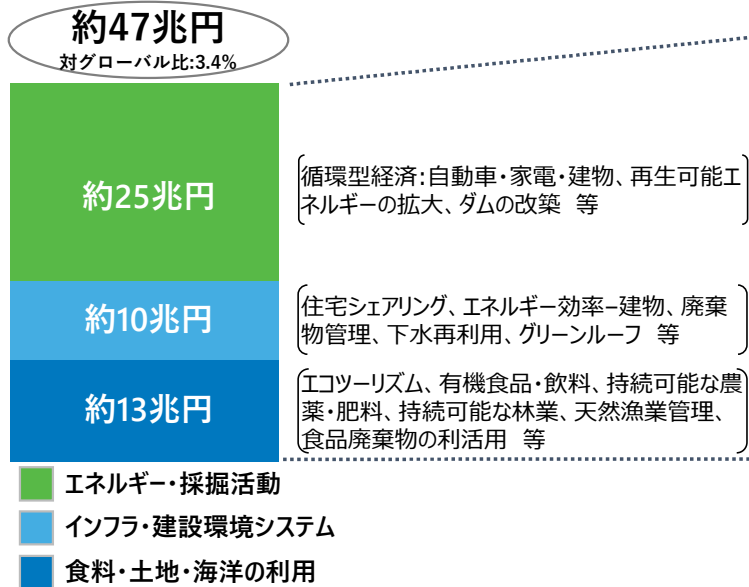 約47兆円
対グローバル比:3.4%
約25兆円
循環型経済:自動車・家電・建物、再生可能エ
ネルギーの拡大、ダムの改築 等
約10兆円
住宅シェアリング、エネルギー効率–建物、廃棄
物管理、下水再利用、グリーンルーフ 等
約13兆円
エコツーリズム、有機食品・飲料、持続可能な農
薬・肥料、持続可能な林業、天然漁業管理、
食品廃棄物の利活用 等
エネルギー・採掘活動
インフラ・建設環境システム
食料・土地・海洋の利用